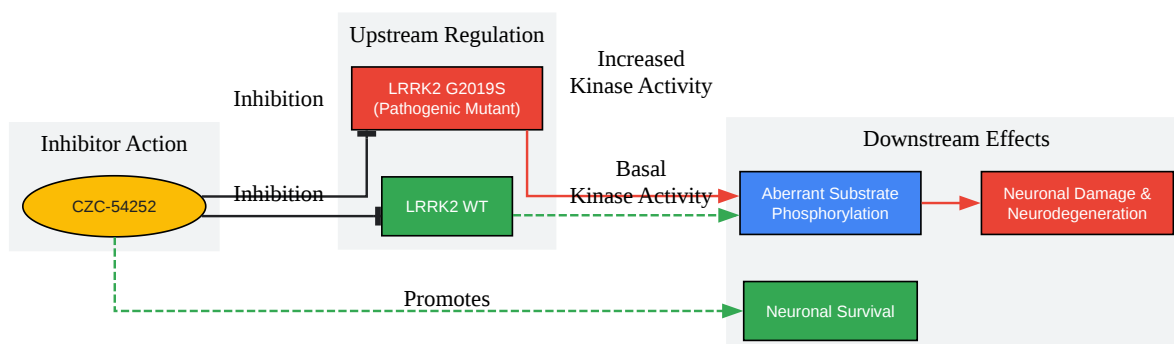 Upstream Regulation
Increased
Kinase Activity
LRRK2 G2019S
(Pathogenic Mutant)
Inhibition
Inhibitor Action
Downstream Effects
Basal
Kinase Activity
Inhibition
CZC-54252
LRRK2 WT
Aberrant Substrate
Phosphorylation
Neuronal Damage &
Neurodegeneration
Promotes
Neuronal Survival